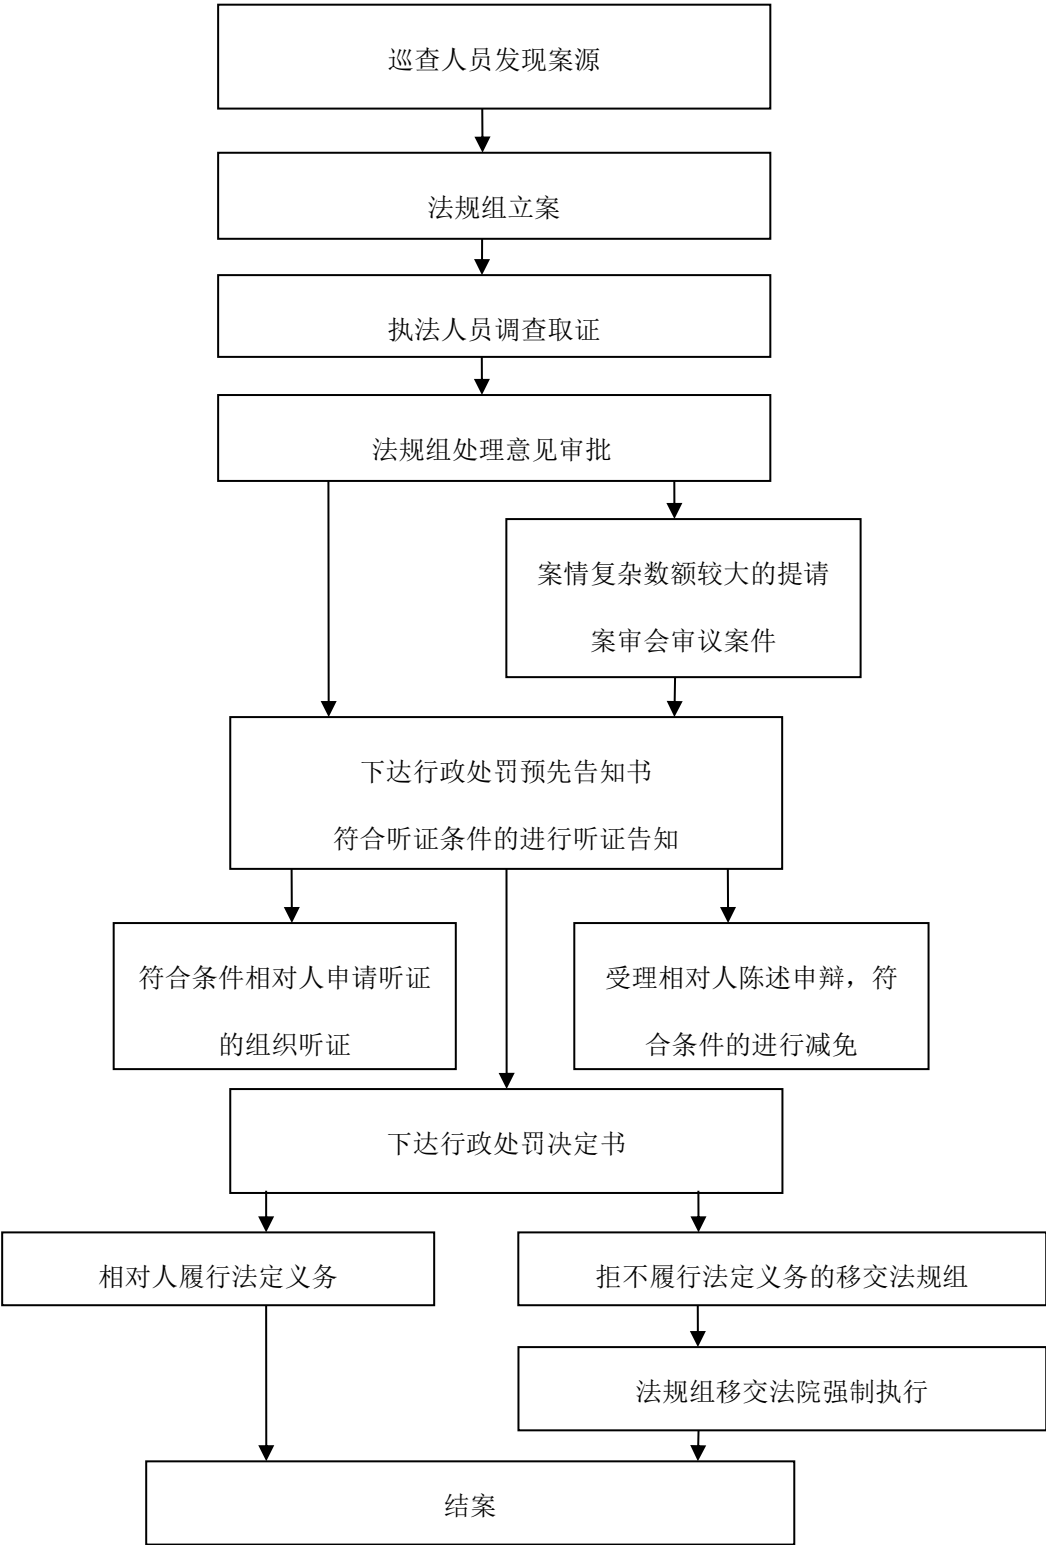 巡查人员发现案源
法规组立案
执法人员调查取证
法规组处理意见审批
案情复杂数额较大的提请
案审会审议案件
下达行政处罚预先告知书
符合听证条件的进行听证告知
符合条件相对人申请听证
的组织听证
受理相对人陈述申辩，符
合条件的进行减免
下达行政处罚决定书
相对人履行法定义务
拒不履行法定义务的移交法规组
法规组移交法院强制执行
结案